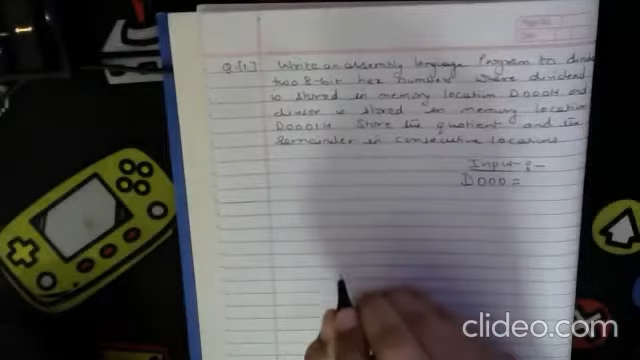 Q.[1.] Write an assembly language Program to divide
two 8-bit hex number where dividend
is stored in memory location D000H and
divisor is stored in memory location
D0001H Store the quotient and the
remainder in consecutive locations
Input :-
D000 =
clideo.com